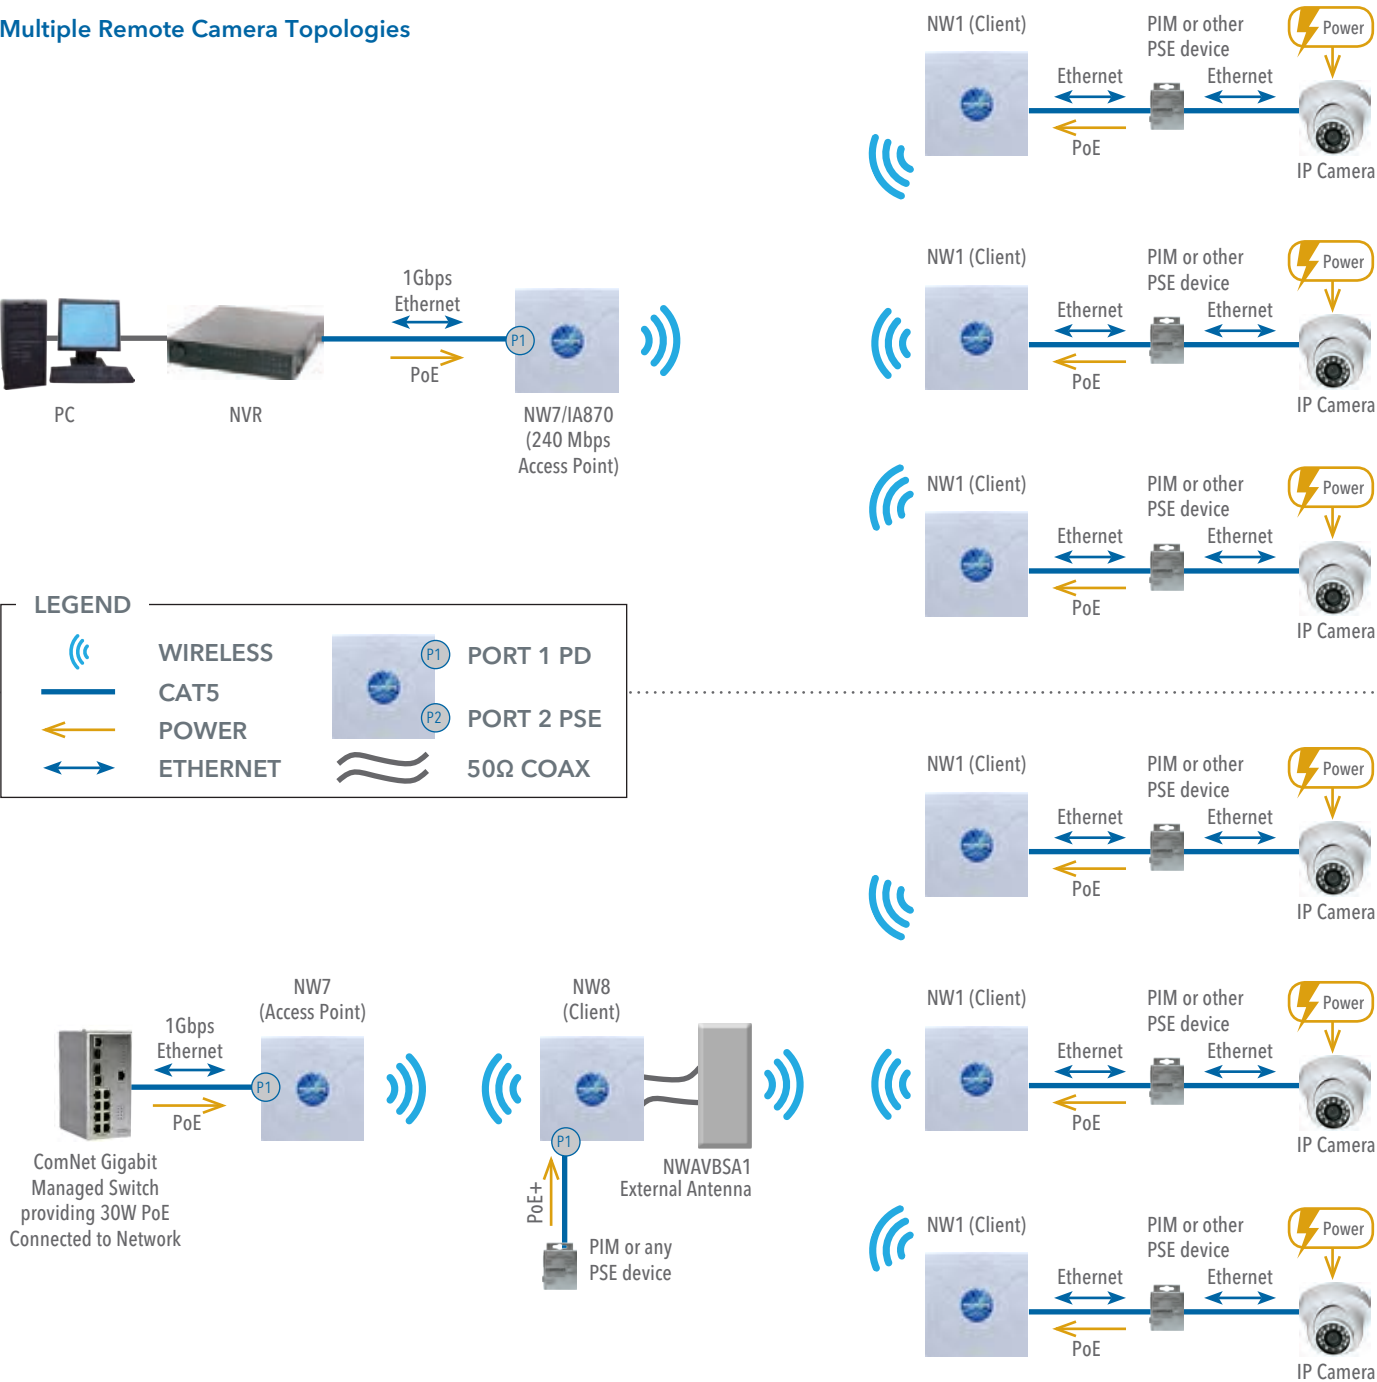 Multiple Remote Camera Topologies
NW1 (Client)
PIM or other
PSE device
Power
Ethernet
Ethernet
PoE
IP Camera
NW1 (Client)
PIM or other
PSE device
Power
Ethernet
Ethernet
PoE
IP Camera
1Gbps
Ethernet
P1
PoE
PC
NVR
NW7/IA870
(240 Mbps
Access Point)
NW1 (Client)
PIM or other
PSE device
Power
Ethernet
Ethernet
PoE
IP Camera
LEGEND
WIRELESS
CAT5
POWER
ETHERNET
P1
PORT 1 PD
P2
PORT 2 PSE
50Ω COAX
NW1 (Client)
PIM or other
PSE device
Power
Ethernet
Ethernet
PoE
IP Camera
NW7
(Access Point)
1Gbps
Ethernet
P1
PoE
ComNet Gigabit
Managed Switch
providing 30W PoE
Connected to Network
NW8
(Client)
P1
PoE+
NWAVBSA1
External Antenna
PIM or any
PSE device
NW1 (Client)
PIM or other
PSE device
Power
Ethernet
Ethernet
PoE
IP Camera
NW1 (Client)
PIM or other
PSE device
Power
Ethernet
Ethernet
PoE
IP Camera